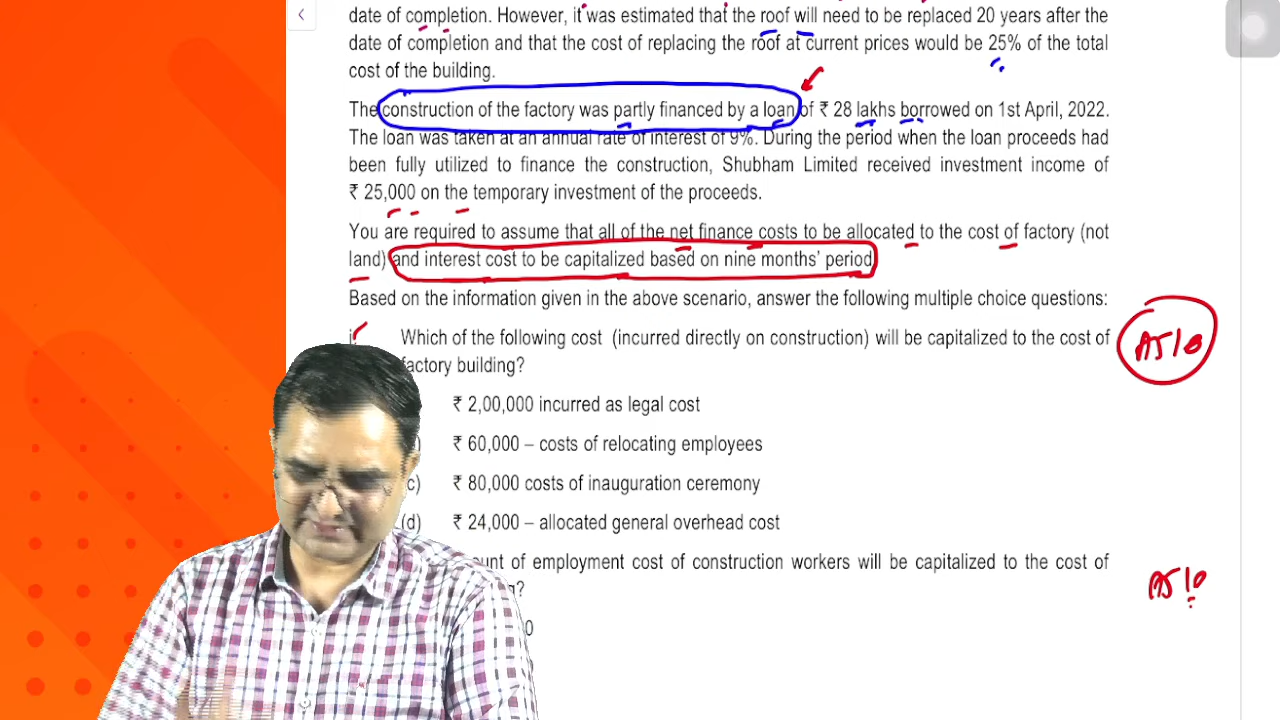 date of completion. However, it was estimated that the roof will need to be replaced 20 years after the
date of completion and that the cost of replacing the roof at current prices would be 25% of the total
cost of the building.
The construction of the factory was partly financed by a loan of ₹ 28 lakhs borrowed on 1st April, 2022.
The loan was taken at an annual rate of interest of 9%. During the period when the loan proceeds had
been fully utilized to finance the construction, Shubham Limited received investment income of
₹ 25,000 on the temporary investment of the proceeds.
You are required to assume that all of the net finance costs to be allocated to the cost of factory (not
land) and interest cost to be capitalized based on nine months' period.
Based on the information given in the above scenario, answer the following multiple choice questions:
Which of the following cost (incurred directly on construction) will be capitalized to the cost of
factory building?
AS10
₹ 2,00,000 incurred as legal cost
₹ 60,000 – costs of relocating employees
c) ₹ 80,000 costs of inauguration ceremony
(d) ₹ 24,000 – allocated general overhead cost
of employment cost of construction workers will be capitalized to the cost of
AS10